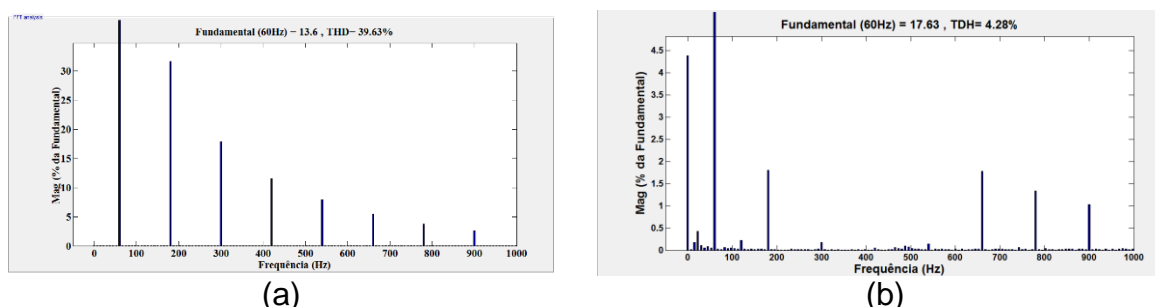 FFT analysis
Fundamental (60Hz) = 13.6 , THD= 39.63%
Mag (% da Fundamental)
30
25
20
15
10
5
0
0 100 200 300 400 500 600 700 800 900 1000
Frequência (Hz)
(a)
Fundamental (60Hz) = 17.63 , TDH= 4.28%
Mag (% da Fundamental)
4.5
4
3.5
3
2.5
2
1.5
1
0.5
0
0 100 200 300 400 500 600 700 800 900 1000
Frequência (Hz)
(b)